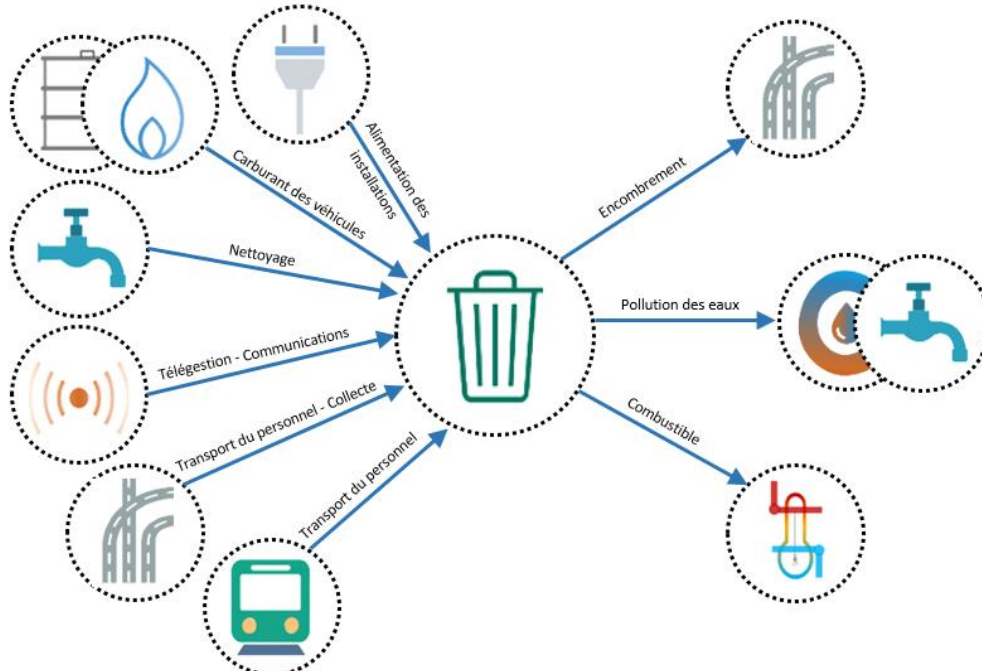 Alimentation des
installations
Carburant des véhicules
Nettoyage
Télégestion - Communications
Transport du personnel - Collecte
Transport du personnel
Encombrement
Pollution des eaux
Combustible